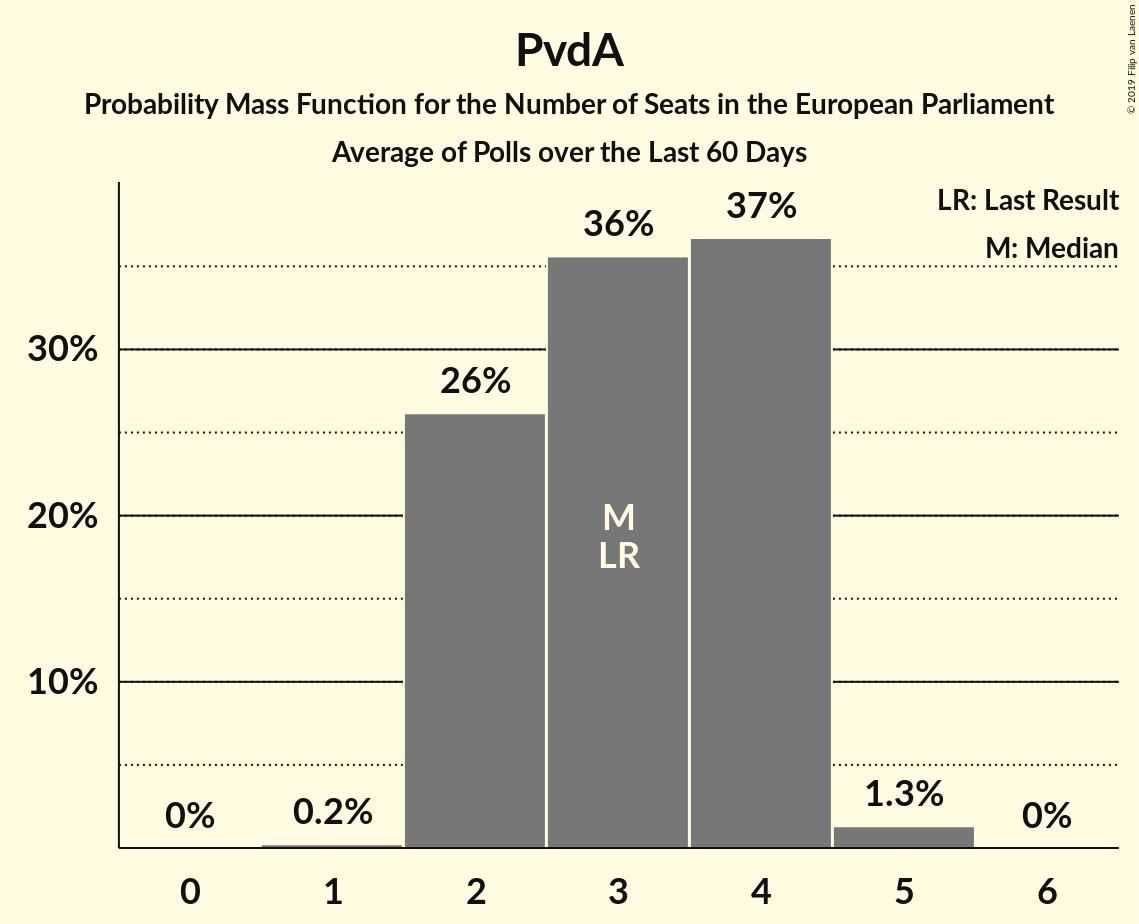 PvdA
Probability Mass Function for the Number of Seats in the European Parliament
Average of Polls over the Last 60 Days
© 2019 Filip van Laenen
LR: Last Result
M: Median
37%
36%
30%
26%
20%
M
LR
10%
0%
0.2%
1.3%
0%
0 1 2 3 4 5 6